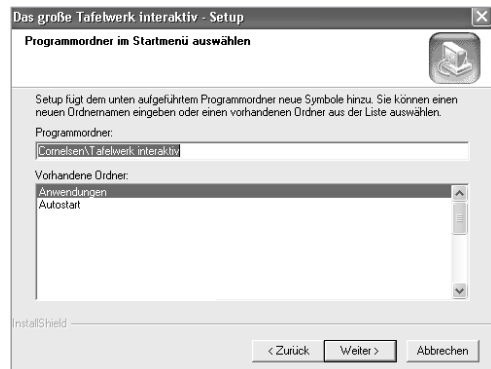 Das große Tafelwerk interaktiv - Setup
Programmordner im Startmenü auswählen
Setup fügt dem unten aufgeführtem Programmordner neue Symbole hinzu. Sie können einen
neuen Ordnernamen eingeben oder einen vorhandenen Ordner aus der Liste auswählen.
Programmordner:
Cornelsen\Tafelwerk interaktiv
Vorhandene Ordner:
Anwendungen
Autostart
InstallShield
< Zurück
Weiter >
Abbrechen